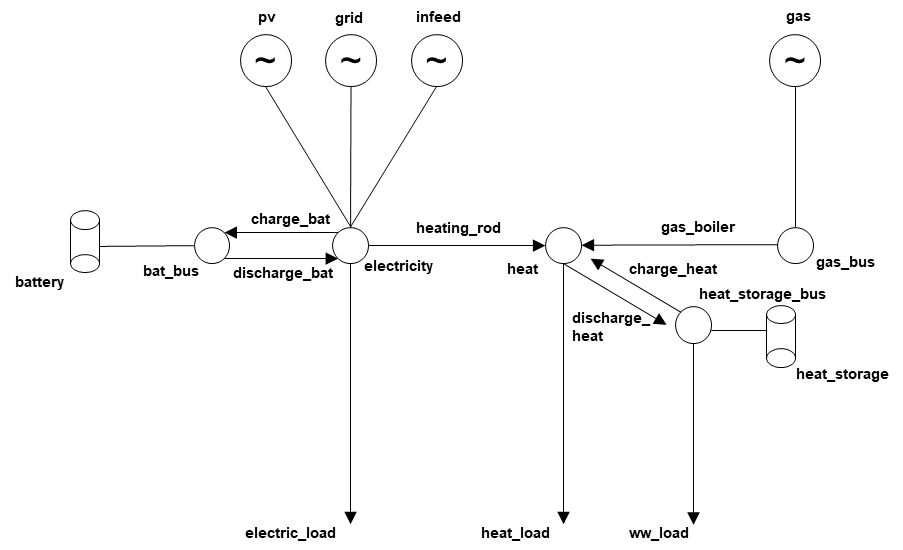 pv
grid
infeed
gas
charge_bat
heating_rod
gas_boiler
battery
bat_bus
discharge_bat
electricity
heat
charge_heat
gas_bus
heat_storage_bus
discharge_
heat
heat_storage
electric_load
heat_load
ww_load